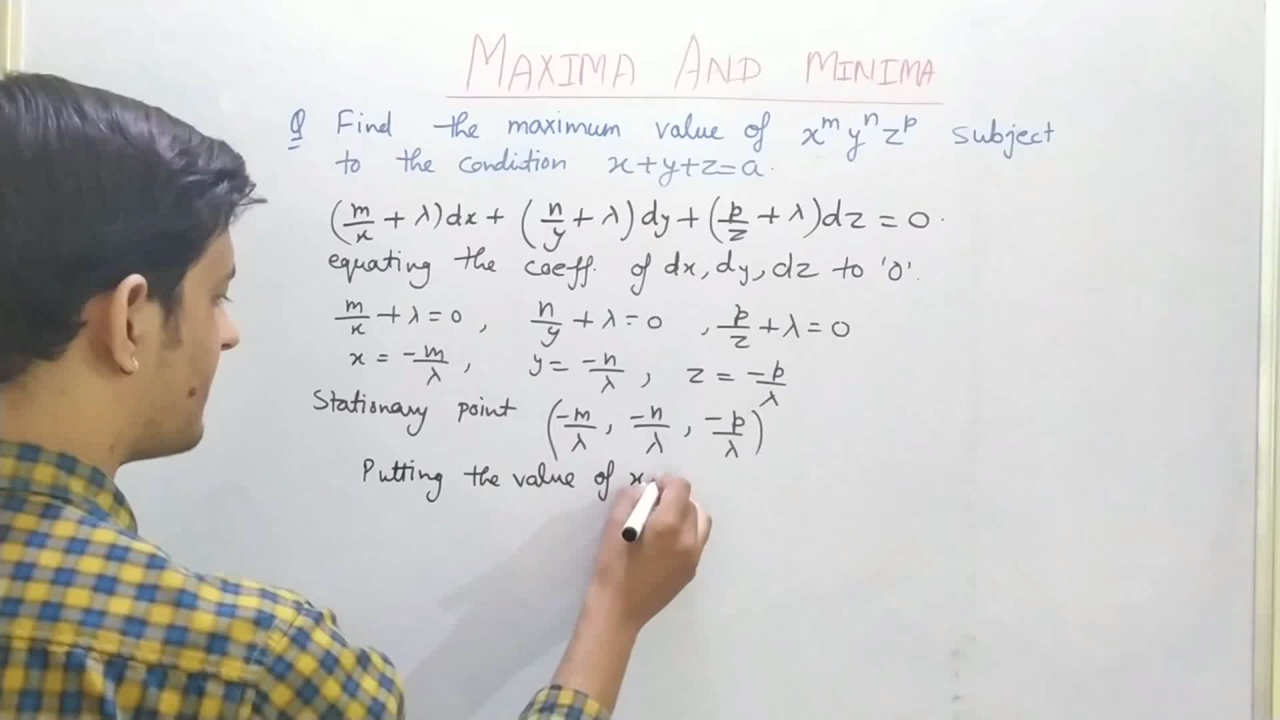 MAXIMA AND MINIMA
Q Find the maximum value of xᵐyⁿzᵖ subject
to the condition x+y+z=a.
(m/x + λ)dx + (n/y + λ)dy + (p/z + λ)dz = 0.
equating the coeff. of dx, dy, dz to '0'.
m/x + λ = 0, n/y + λ = 0, p/z + λ = 0
x = -m/λ, y = -n/λ, z = -p/λ
Stationary point (-m/λ, -n/λ, -p/λ)
Putting the value of x